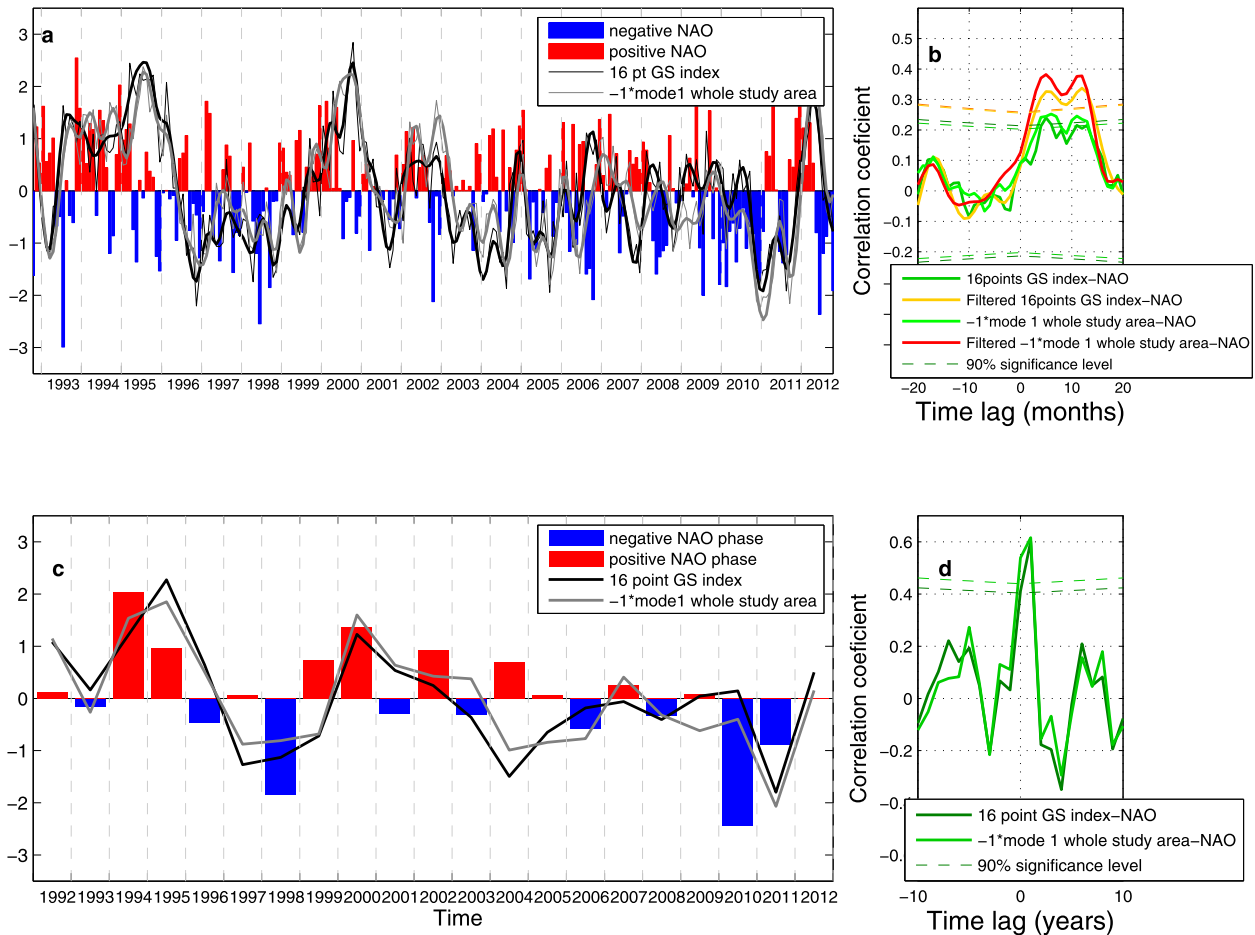 a
negative NAO
positive NAO
16 pt GS index
−1*mode1 whole study area
3
2
1
0
−1
−2
−3
1993 1994 1995 1996 1997 1998 1999 2000 2001 2002 2003 2004 2005 2006 2007 2008 2009 2010 2011 2012
b
Correlation coeficient
0.5
0.4
0.3
0.2
0.1
0
−0.1
−0.2
16points GS index−NAO
Filtered 16points GS index−NAO
−1*mode 1 whole study area−NAO
Filtered −1*mode 1 whole study area−NAO
90% significance level
−20 −10 0 10 20
Time lag (months)
c
negative NAO phase
positive NAO phase
16 point GS index
−1*mode1 whole study area
3
2
1
0
−1
−2
−3
1992 1993 1994 1995 1996 1997 1998 1999 2000 2001 2002 2003 2004 2005 2006 2007 2008 2009 2010 2011 2012
Time
d
Correlation coeficient
0.6
0.4
0.2
0
−0.2
−0.
−0.
16 point GS index−NAO
−1*mode 1 whole study area−NAO
90% significance level
−10 0 10
Time lag (years)